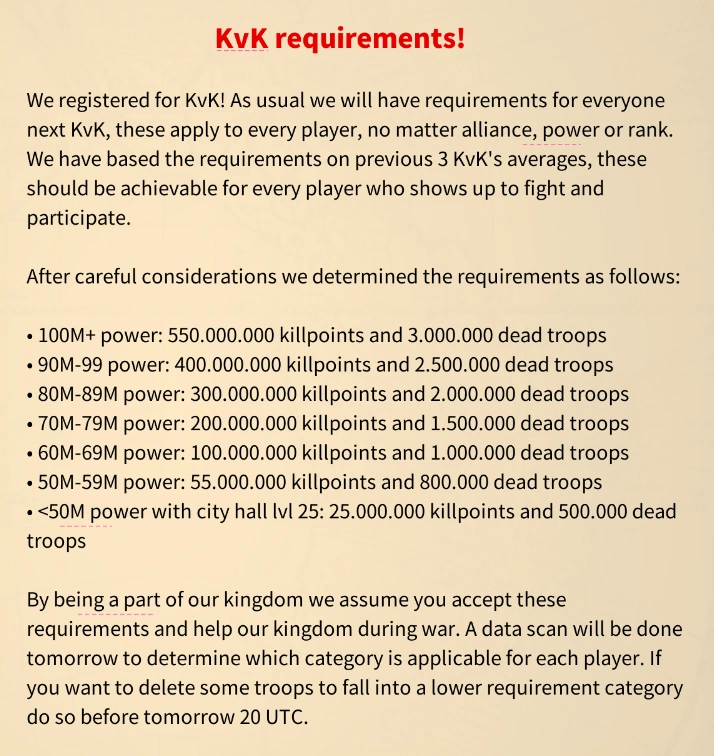 KvK requirements!
We registered for KvK! As usual we will have requirements for everyone
next KvK, these apply to every player, no matter alliance, power or rank.
We have based the requirements on previous 3 KvK's averages, these
should be achievable for every player who shows up to fight and
participate.
After careful considerations we determined the requirements as follows:
• 100M+ power: 550.000.000 killpoints and 3.000.000 dead troops
• 90M-99 power: 400.000.000 killpoints and 2.500.000 dead troops
• 80M-89M power: 300.000.000 killpoints and 2.000.000 dead troops
• 70M-79M power: 200.000.000 killpoints and 1.500.000 dead troops
• 60M-69M power: 100.000.000 killpoints and 1.000.000 dead troops
• 50M-59M power: 55.000.000 killpoints and 800.000 dead troops
• <50M power with city hall lvl 25: 25.000.000 killpoints and 500.000 dead
troops
By being a part of our kingdom we assume you accept these
requirements and help our kingdom during war. A data scan will be done
tomorrow to determine which category is applicable for each player. If
you want to delete some troops to fall into a lower requirement category
do so before tomorrow 20 UTC.